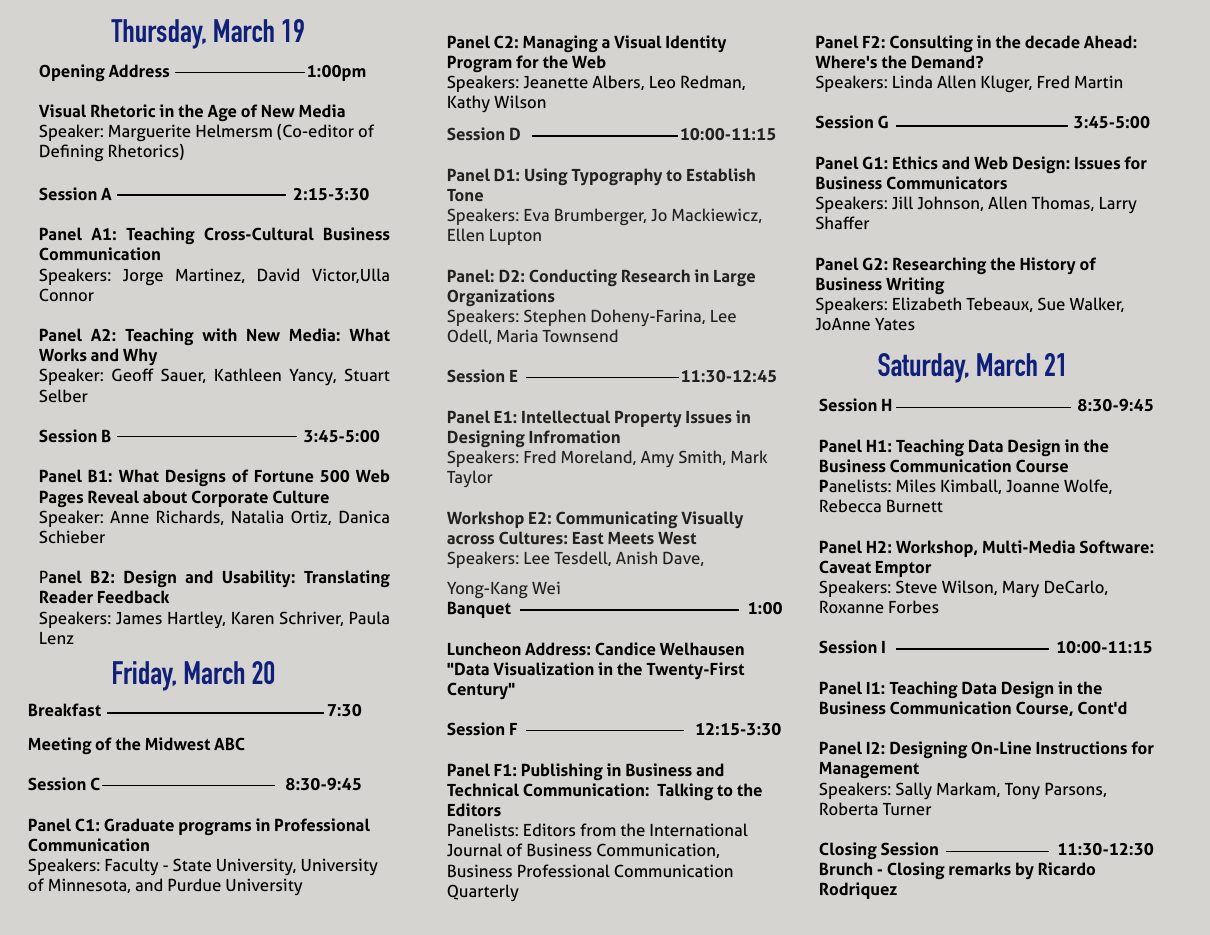 Thursday, March 19
Opening Address 1:00pm
Visual Rhetoric in the Age of New Media
Speaker: Marguerite Helmersm (Co-editor of
Defining Rhetorics)
Session A 2:15-3:30
Panel A1: Teaching Cross-Cultural Business
Communication
Speakers: Jorge Martinez, David Victor,Ulla
Connor
Panel A2: Teaching with New Media: What
Works and Why
Speaker: Geoff Sauer, Kathleen Yancy, Stuart
Selber
Session B 3:45-5:00
Panel B1: What Designs of Fortune 500 Web
Pages Reveal about Corporate Culture
Speaker: Anne Richards, Natalia Ortiz, Danica
Schieber
Panel B2: Design and Usability: Translating
Reader Feedback
Speakers: James Hartley, Karen Schriver, Paula
Lenz
Friday, March 20
Breakfast 7:30
Meeting of the Midwest ABC
Session C 8:30-9:45
Panel C1: Graduate programs in Professional
Communication
Speakers: Faculty - State University, University
of Minnesota, and Purdue University
Panel C2: Managing a Visual Identity
Program for the Web
Speakers: Jeanette Albers, Leo Redman,
Kathy Wilson
Session D 10:00-11:15
Panel D1: Using Typography to Establish
Tone
Speakers: Eva Brumberger, Jo Mackiewicz,
Ellen Lupton
Panel: D2: Conducting Research in Large
Organizations
Speakers: Stephen Doheny-Farina, Lee
Odell, Maria Townsend
Session E 11:30-12:45
Panel E1: Intellectual Property Issues in
Designing Infromation
Speakers: Fred Moreland, Amy Smith, Mark
Taylor
Workshop E2: Communicating Visually
across Cultures: East Meets West
Speakers: Lee Tesdell, Anish Dave,
Yong-Kang Wei
Banquet 1:00
Luncheon Address: Candice Welhausen
"Data Visualization in the Twenty-First
Century"
Session F 12:15-3:30
Panel F1: Publishing in Business and
Technical Communication: Talking to the
Editors
Panelists: Editors from the International
Journal of Business Communication,
Business Professional Communication
Quarterly
Panel F2: Consulting in the decade Ahead:
Where's the Demand?
Speakers: Linda Allen Kluger, Fred Martin
Session G 3:45-5:00
Panel G1: Ethics and Web Design: Issues for
Business Communicators
Speakers: Jill Johnson, Allen Thomas, Larry
Shaffer
Panel G2: Researching the History of
Business Writing
Speakers: Elizabeth Tebeaux, Sue Walker,
JoAnne Yates
Saturday, March 21
Session H 8:30-9:45
Panel H1: Teaching Data Design in the
Business Communication Course
Panelists: Miles Kimball, Joanne Wolfe,
Rebecca Burnett
Panel H2: Workshop, Multi-Media Software:
Caveat Emptor
Speakers: Steve Wilson, Mary DeCarlo,
Roxanne Forbes
Session I 10:00-11:15
Panel I1: Teaching Data Design in the
Business Communication Course, Cont'd
Panel I2: Designing On-Line Instructions for
Management
Speakers: Sally Markam, Tony Parsons,
Roberta Turner
Closing Session 11:30-12:30
Brunch - Closing remarks by Ricardo
Rodriquez